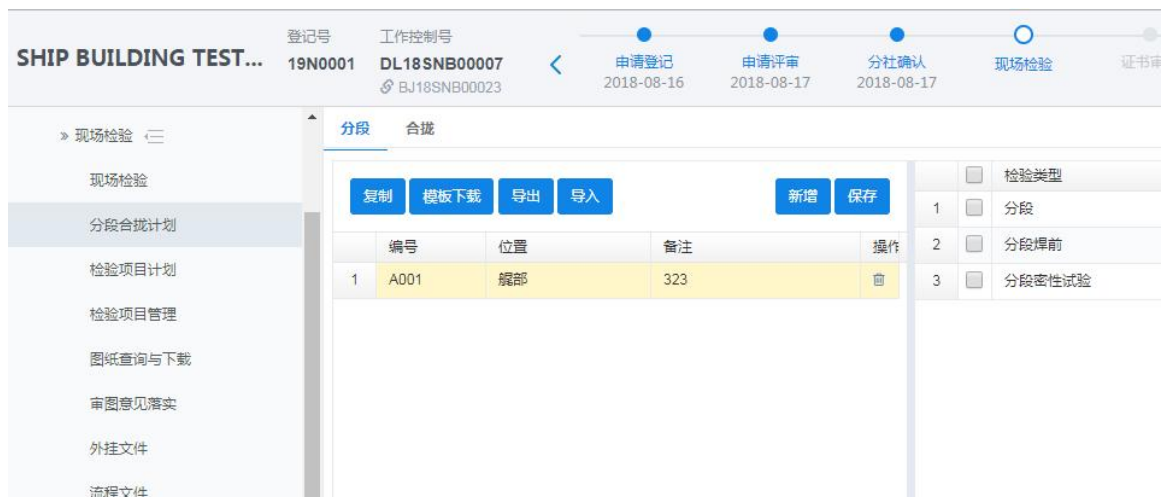 SHIP BUILDING TEST...
登记号
19N0001
工作控制号
DL18SNB00007
BJ18SNB00023
申请登记
2018-08-16
申请评审
2018-08-17
分社确认
2018-08-17
现场检验
» 现场检验
现场检验
分段合拢计划
检验项目计划
检验项目管理
图纸查询与下载
审图意见落实
外挂文件
流程文件
分段 合拢
复制 模板下载 导出 导入 新增 保存
编号 位置 备注 操作
1 A001 艉部 323
检验类型
1 分段
2 分段焊前
3 分段密性试验